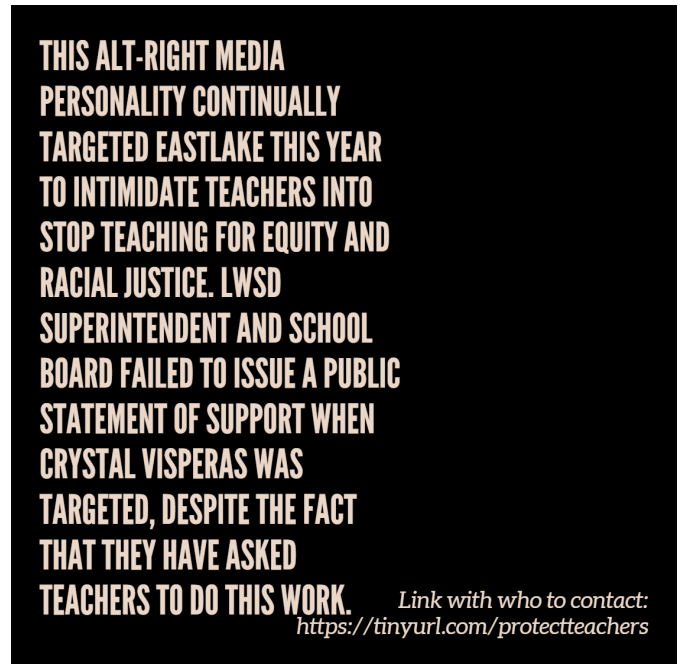 THIS ALT-RIGHT MEDIA
PERSONALITY CONTINUALLY
TARGETED EASTLAKE THIS YEAR
TO INTIMIDATE TEACHERS INTO
STOP TEACHING FOR EQUITY AND
RACIAL JUSTICE. LWSD
SUPERINTENDENT AND SCHOOL
BOARD FAILED TO ISSUE A PUBLIC
STATEMENT OF SUPPORT WHEN
CRYSTAL VISPERAS WAS
TARGETED, DESPITE THE FACT
THAT THEY HAVE ASKED
TEACHERS TO DO THIS WORK.
Link with who to contact:
https://tinyurl.com/protectteachers